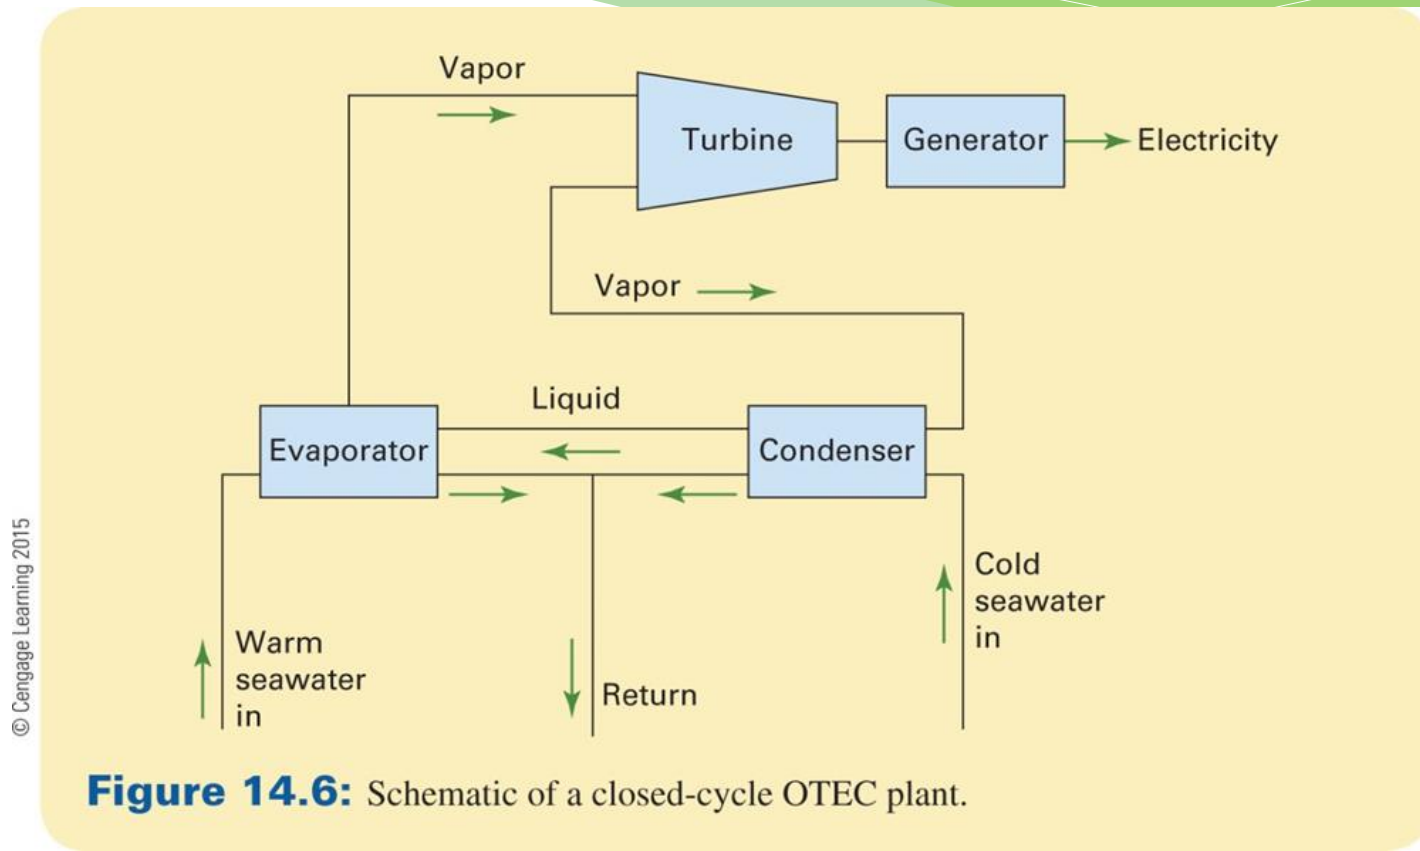 Vapor
Turbine
Generator
Electricity
Vapor
Liquid
Evaporator
Condenser
Warm
seawater
in
Return
Cold
seawater
in
© Cengage Learning 2015
Figure 14.6: Schematic of a closed-cycle OTEC plant.